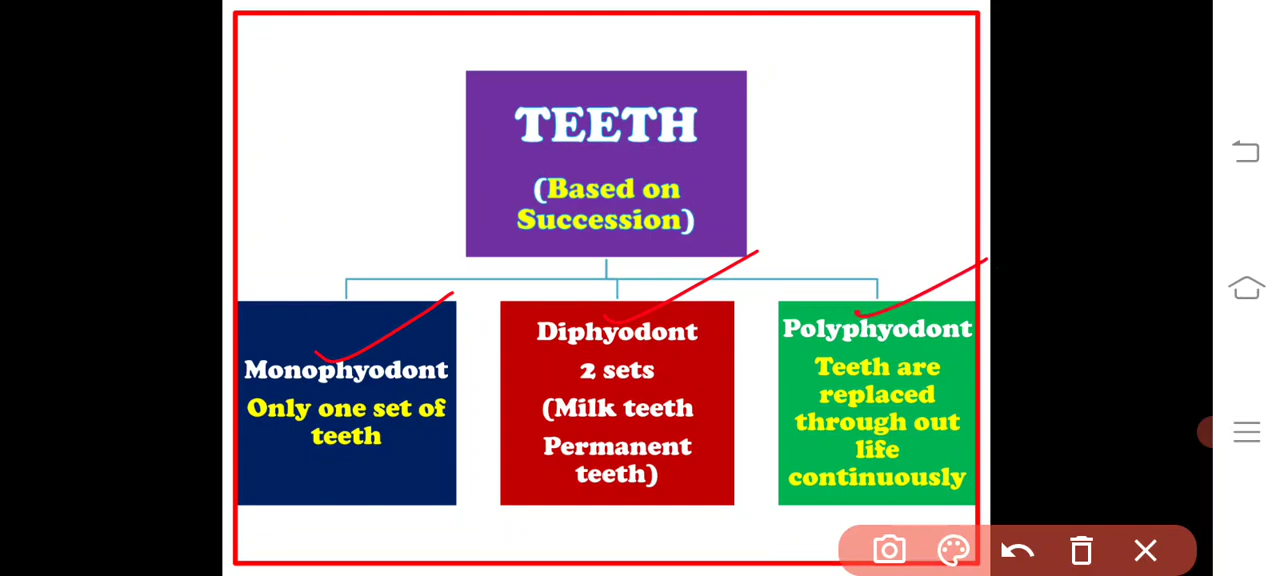 TEETH
(Based on
Succession)
Monophyodont
Only one set of
teeth
Diphyodont
2 sets
(Milk teeth
Permanent
teeth)
Polyphyodont
Teeth are
replaced
through out
life
continuously